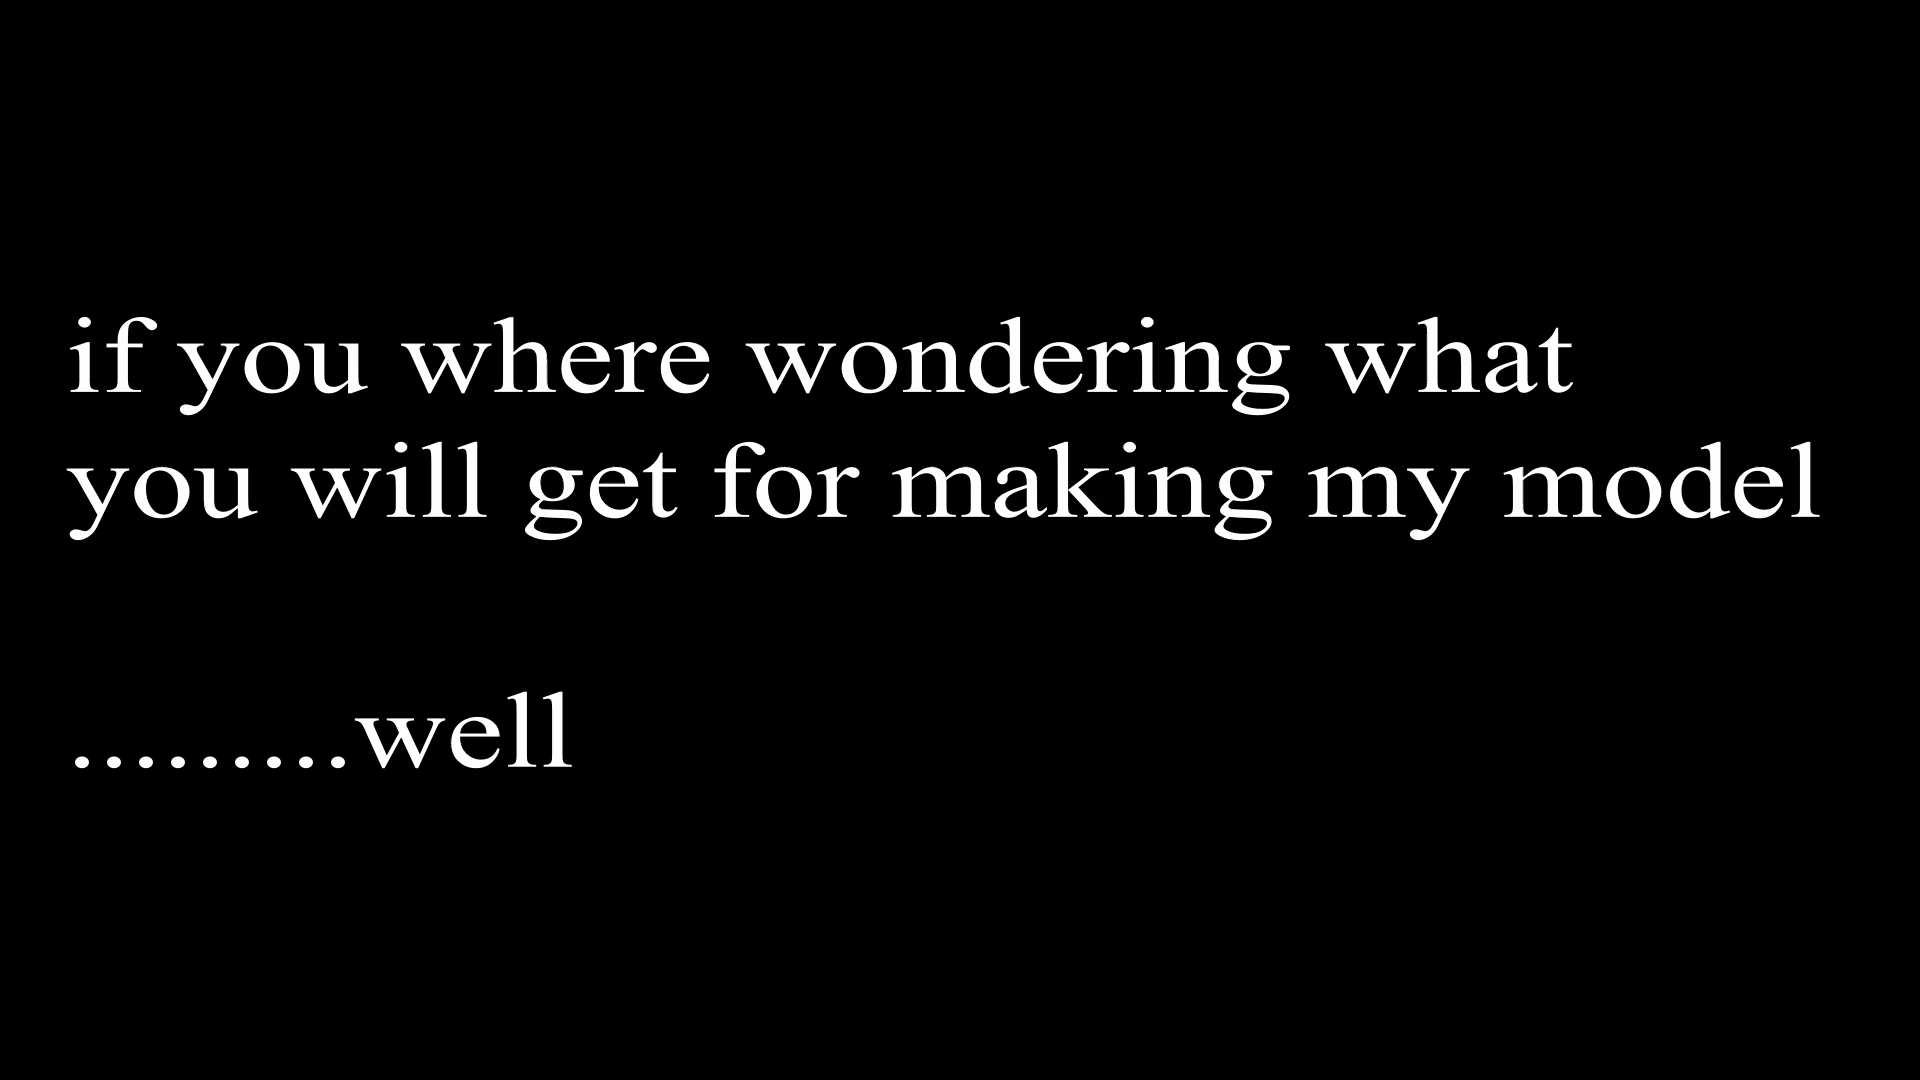 if you where wondering what
you will get for making my model
.........well